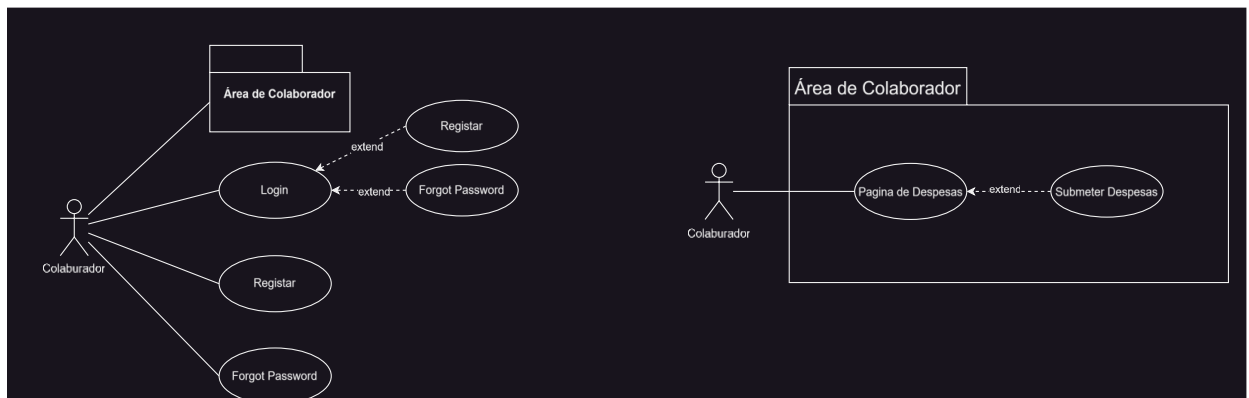 Área de Colaborador
Registar
extend
Login
extend
Forgot Password
Colaburador
Registar
Forgot Password
Área de Colaborador
Pagina de Despesas
extend
Submeter Despesas
Colaburador